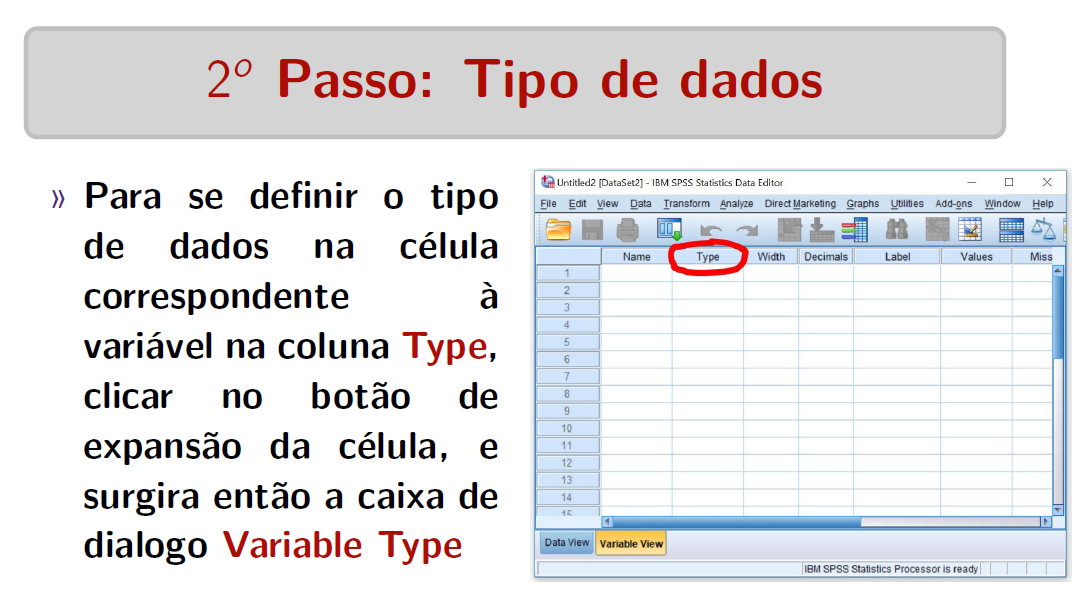 2º Passo: Tipo de dados
» Para se definir o tipo
de dados na célula
correspondente à
variável na coluna Type,
clicar no botão de
expansão da célula, e
surgira então a caixa de
dialogo Variable Type
Untitled2 [DataSet2] - IBM SPSS Statistics Data Editor
File Edit View Data Transform Analyze Direct Marketing Graphs Utilities Add-ons Window Help
Name Type Width Decimals Label Values Miss
1
2
3
4
5
6
7
8
9
10
11
12
13
14
15
Data View Variable View
IBM SPSS Statistics Processor is ready